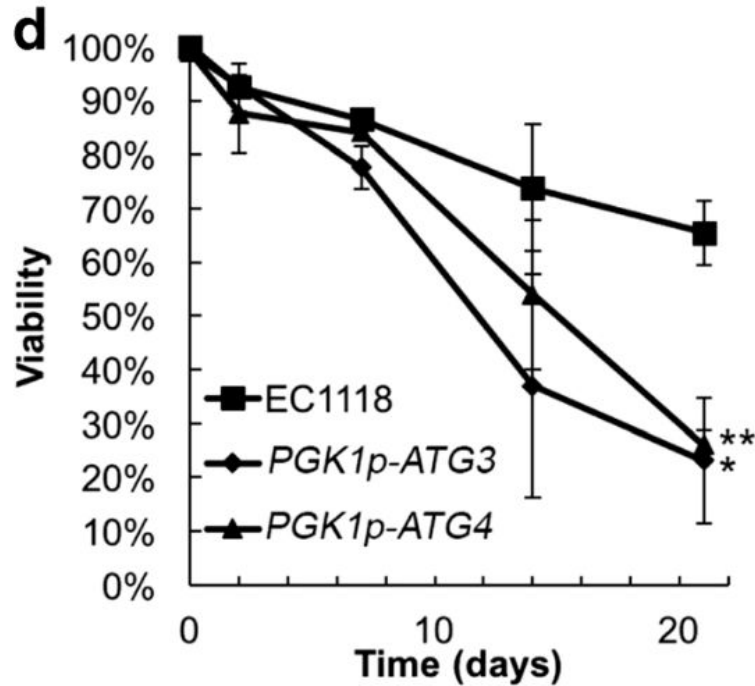 d
100%
90%
80%
70%
60%
50%
40%
30%
20%
10%
0%
Viability
EC1118
PGK1p-ATG3
PGK1p-ATG4
**
*
0 10 20
Time (days)